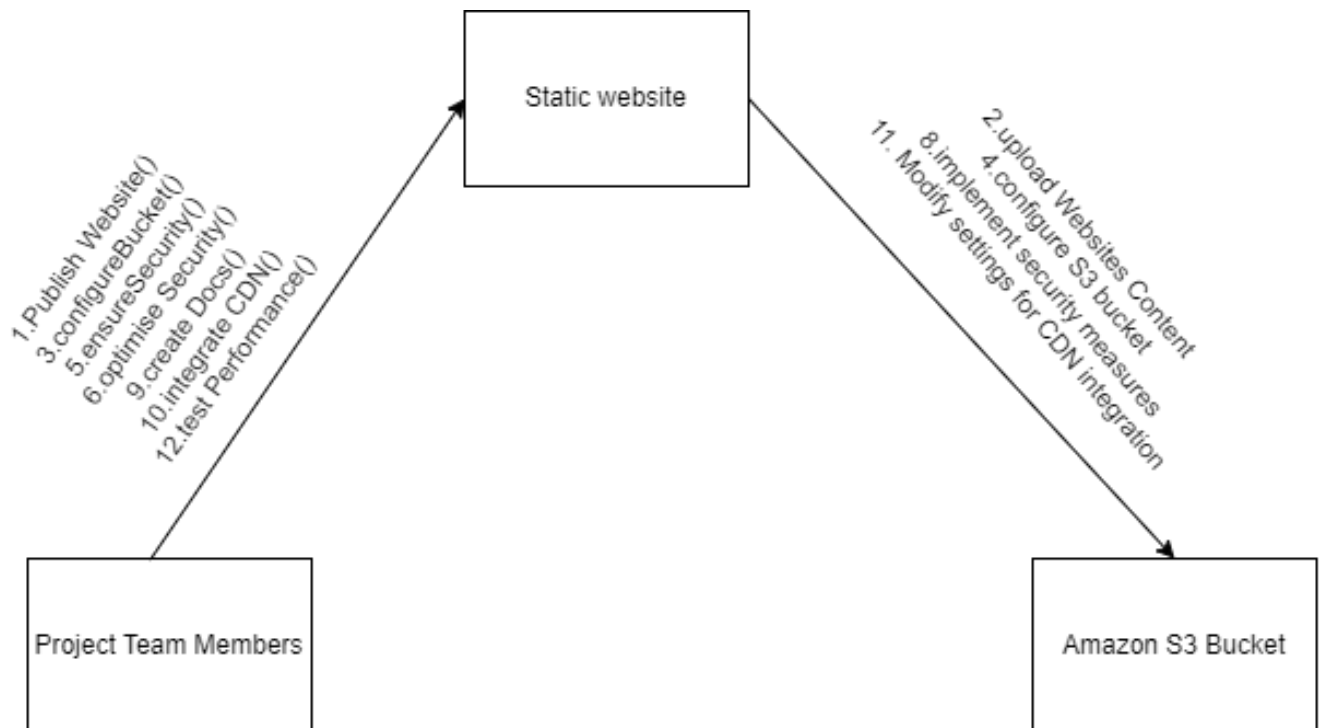 Static website
1.Publish Website()
3.configureBucket()
5.ensureSecurity()
6.optimise Security()
9.create Docs()
10.integrate CDN()
12.test Performance()
2.upload Websites Content
4.configure S3 bucket
8.implement security measures
11. Modify settings for CDN integration
Project Team Members
Amazon S3 Bucket